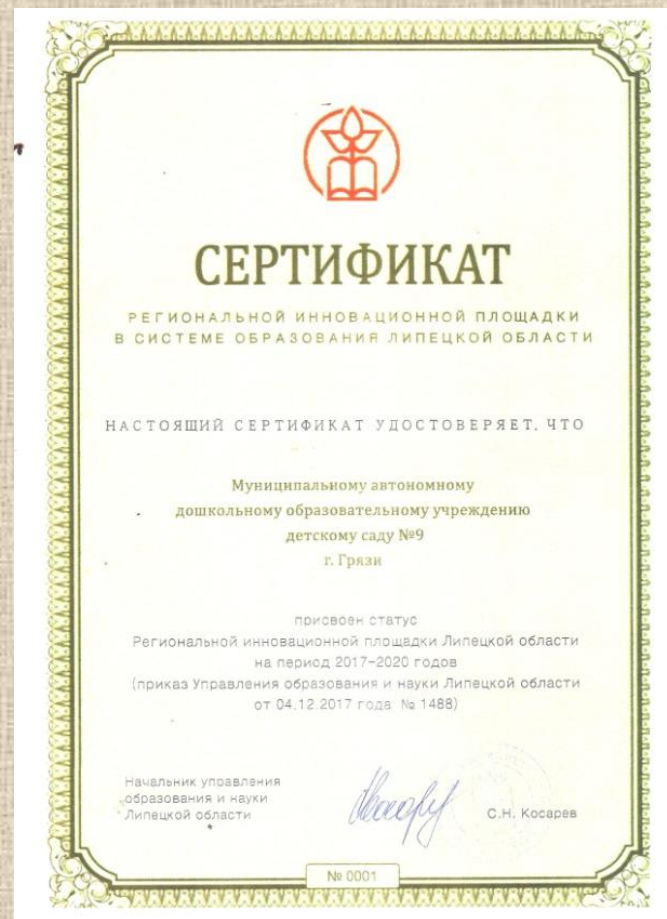 СЕРТИФИКАТ
РЕГИОНАЛЬНОЙ ИННОВАЦИОННОЙ ПЛОЩАДКИ
В СИСТЕМЕ ОБРАЗОВАНИЯ ЛИПЕЦКОЙ ОБЛАСТИ
НАСТОЯЩИЙ СЕРТИФИКАТ УДОСТОВЕРЯЕТ, ЧТО
Муниципальному автономному
дошкольному образовательному учреждению
детскому саду №9
г. Грязи
присвоен статус
Региональной инновационной площадки Липецкой области
на период 2017-2020 годов
(приказ Управления образования и науки Липецкой области
от 04.12.2017 года № 1488)
Начальник управления
образования и науки
Липецкой области
С.Н. Косарев
№ 0001